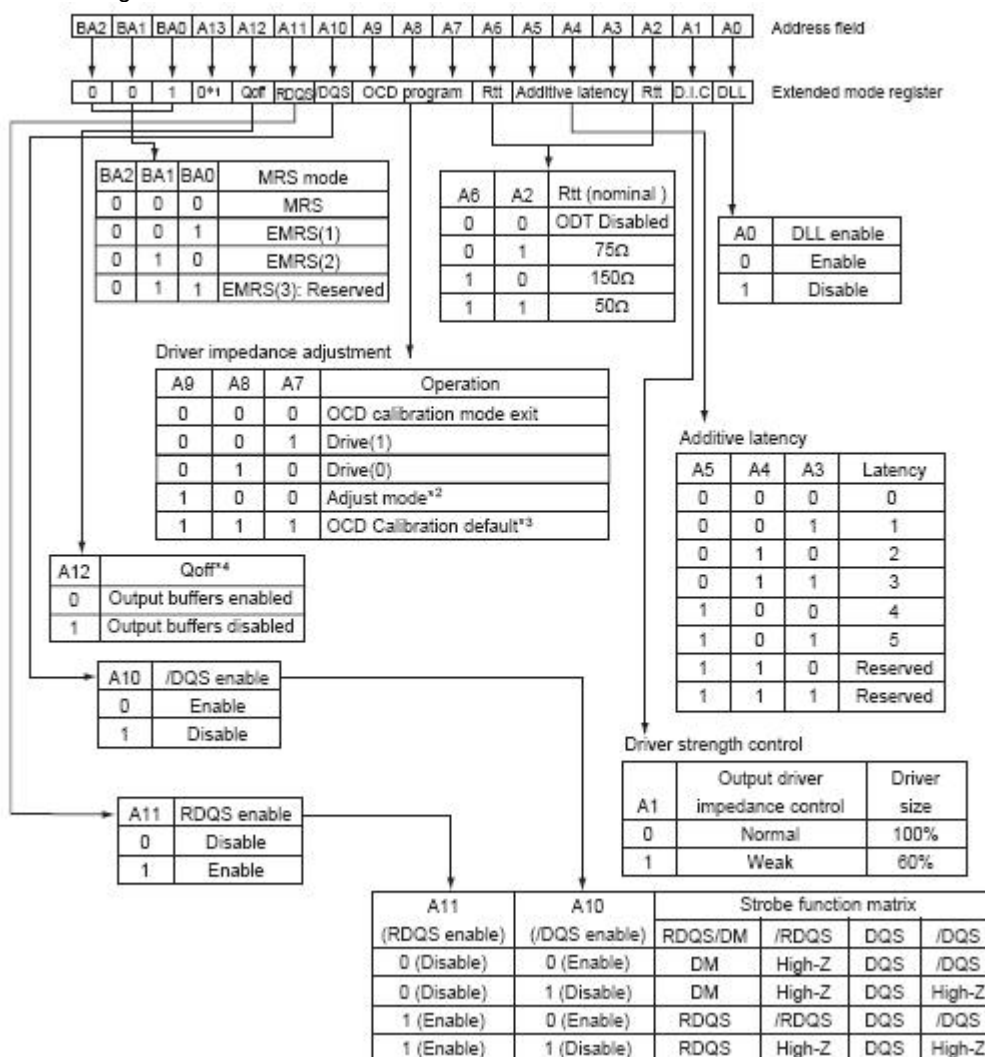 BA2 BA1 BA0 A13 A12 A11 A10 A9 A8 A7 A6 A5 A4 A3 A2 A1 A0 Address field
0 0 1 0*1 Qoff RDQS /DQS OCD program Rtt Additive latency Rtt D.I.C DLL Extended mode register
BA2 BA1 BA0 MRS mode
0 0 0 MRS
0 0 1 EMRS(1)
0 1 0 EMRS(2)
0 1 1 EMRS(3): Reserved
A6 A2 Rtt (nominal )
0 0 ODT Disabled
0 1 75Ω
1 0 150Ω
1 1 50Ω
A0 DLL enable
0 Enable
1 Disable
Driver impedance adjustment
A9 A8 A7 Operation
0 0 0 OCD calibration mode exit
0 0 1 Drive(1)
0 1 0 Drive(0)
1 0 0 Adjust mode*2
1 1 1 OCD Calibration default*3
Additive latency
A5 A4 A3 Latency
0 0 0 0
0 0 1 1
0 1 0 2
0 1 1 3
1 0 0 4
1 0 1 5
1 1 0 Reserved
1 1 1 Reserved
A12 Qoff*4
0 Output buffers enabled
1 Output buffers disabled
A10 /DQS enable
0 Enable
1 Disable
Driver strength control
A1 Output driver impedance control Driver size
0 Normal 100%
1 Weak 60%
A11 RDQS enable
0 Disable
1 Enable
A11 (RDQS enable) A10 (/DQS enable) Strobe function matrix
RDQS/DM /RDQS DQS /DQS
0 (Disable) 0 (Enable) DM High-Z DQS /DQS
0 (Disable) 1 (Disable) DM High-Z DQS High-Z
1 (Enable) 0 (Enable) RDQS /RDQS DQS /DQS
1 (Enable) 1 (Disable) RDQS High-Z DQS High-Z